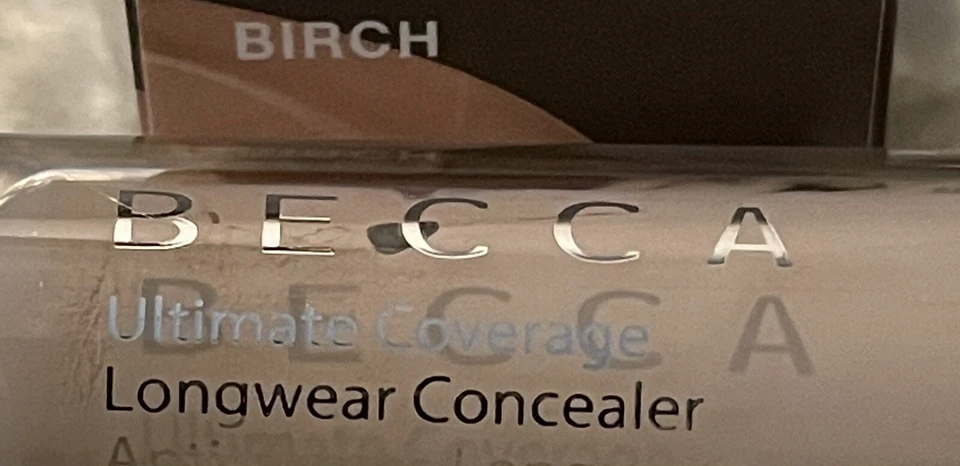 BIRCH
BECCA
Ultimate Coverage
Longwear Concealer